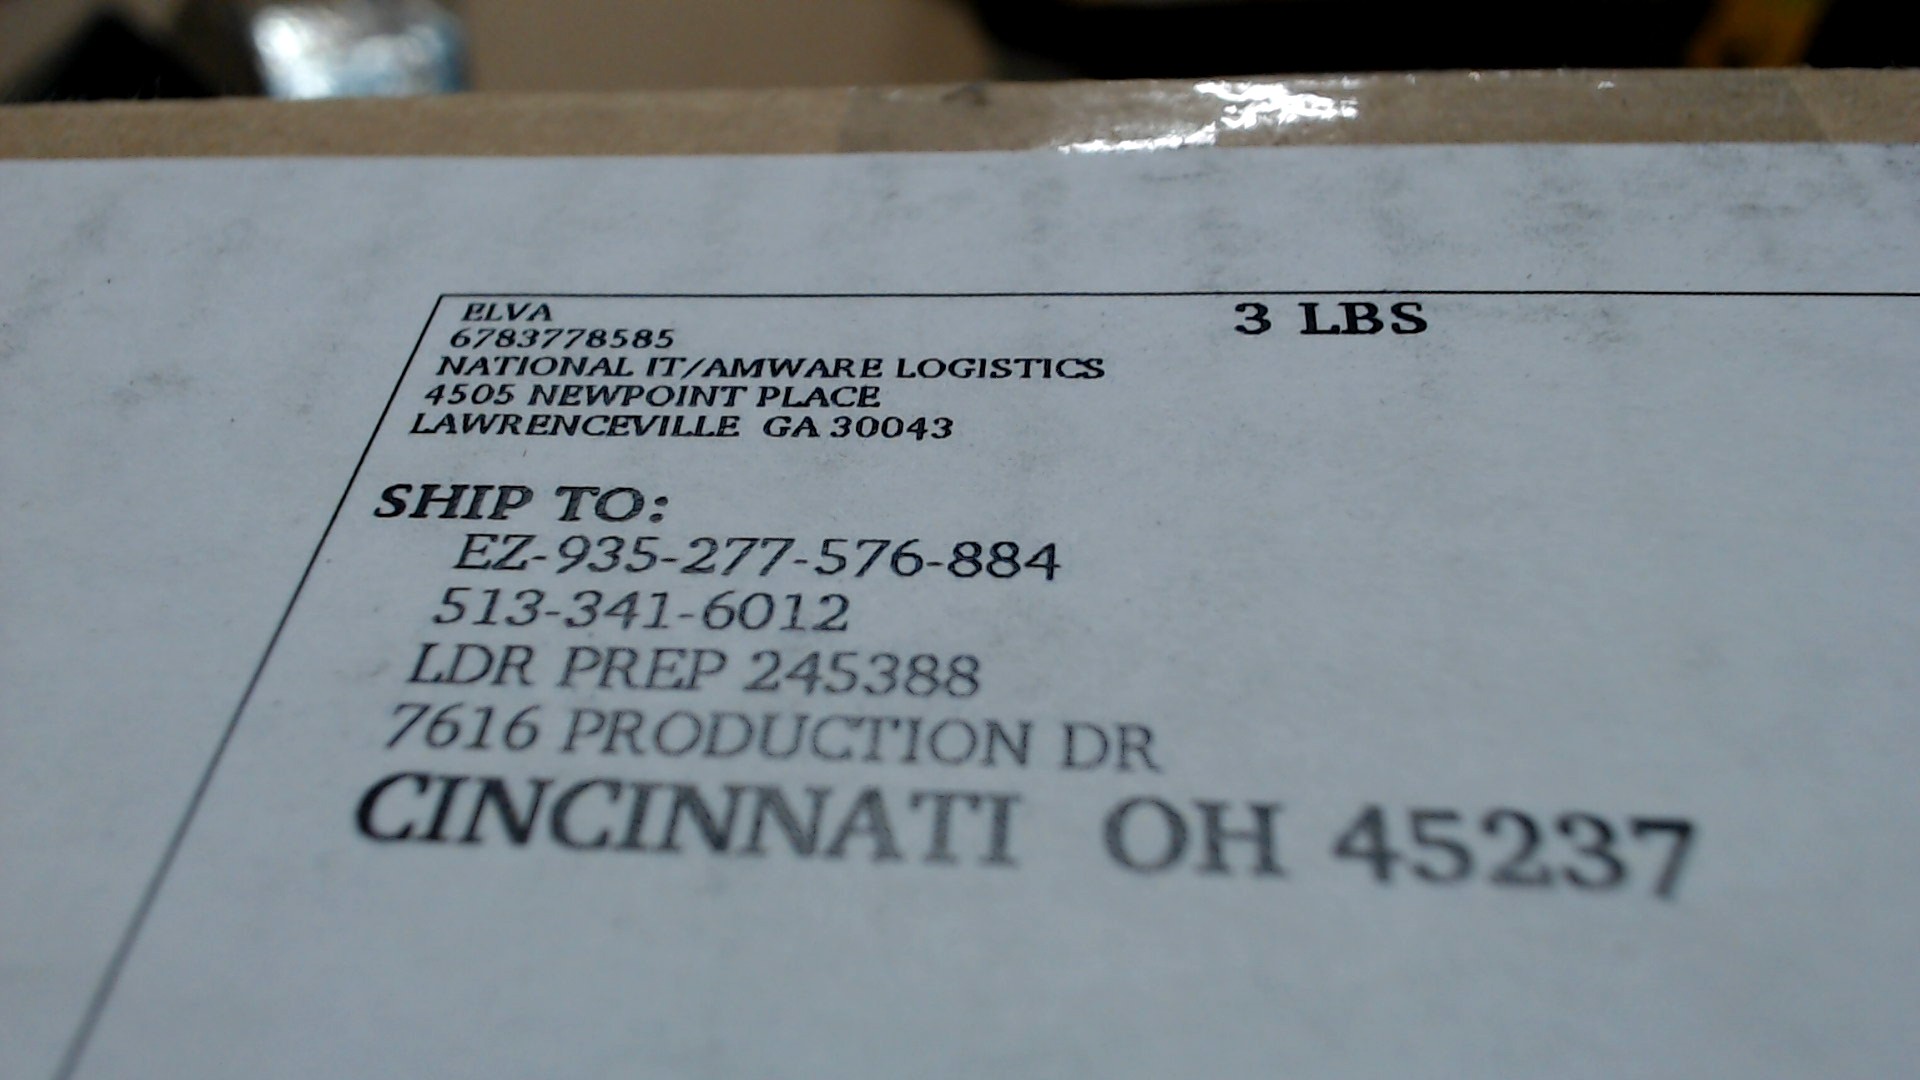 ELVA
3 LBS
6783778585
NATIONAL IT/AMWARE LOGISTICS
4505 NEWPOINT PLACE
LAWRENCEVILLE GA 30043
SHIP TO:
EZ-935-277-576-884
513-341-6012
LDR PREP 245388
7616 PRODUCTION DR
CINCINNATI OH 45237